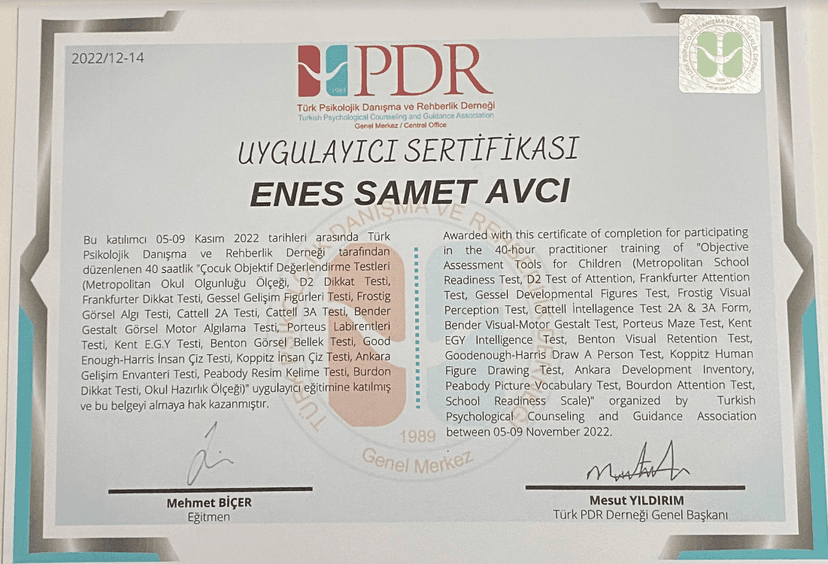 2022/12-14
PDR
1989
Türk Psikolojik Danışma ve Rehberlik Derneği
Turkish Psychological Counseling and Guidance Association
Genel Merkez / Central Office
UYGULAYICI SERTİFİKASI
ENES SAMET AVCI
Bu katılımcı 05-09 Kasım 2022 tarihleri arasında Türk
Psikolojik Danışma ve Rehberlik Derneği tarafından
düzenlenen 40 saatlik "Çocuk Objektif Değerlendirme Testleri
(Metropolitan Okul Olgunluğu Ölçeği, D2 Dikkat Testi,
Frankfurter Dikkat Testi, Gessel Gelişim Figürleri Testi, Frostig
Görsel Algı Testi, Cattell 2A Testi, Cattell 3A Testi, Bender
Gestalt Görsel Motor Algılama Testi, Porteus Labirentleri
Testi, Kent E.G.Y Testi, Benton Görsel Bellek Testi, Good
Enough-Harris İnsan Çiz Testi, Koppitz İnsan Çiz Testi, Ankara
Gelişim Envanteri Testi, Peabody Resim Kelime Testi, Burdon
Dikkat Testi, Okul Hazırlık Ölçeği)" uygulayıcı eğitimine katılmış
ve bu belgeyi almaya hak kazanmıştır.
Awarded with this certificate of completion for participating
in the 40-hour practitioner training of "Objective
Assessment Tools for Children (Metropolitan School
Readiness Test, D2 Test of Attention, Frankfurter Attention
Test, Gessel Developmental Figures Test, Frostig Visual
Perception Test, Cattell İntellagence Test 2A & 3A Form,
Bender Visual-Motor Gestalt Test, Porteus Maze Test, Kent
EGY Intelligence Test, Benton Visual Retention Test,
Goodenough-Harris Draw A Person Test, Koppitz Human
Figure Drawing Test, Ankara Development Inventory,
Peabody Picture Vocabulary Test, Bourdon Attention Test,
School Readiness Scale)" organized by Turkish
Psychological Counseling and Guidance Association
between 05-09 November 2022.
1989
Genel Merkez
Mehmet BİÇER
Eğitmen
Mesut YILDIRIM
Türk PDR Derneği Genel Başkanı